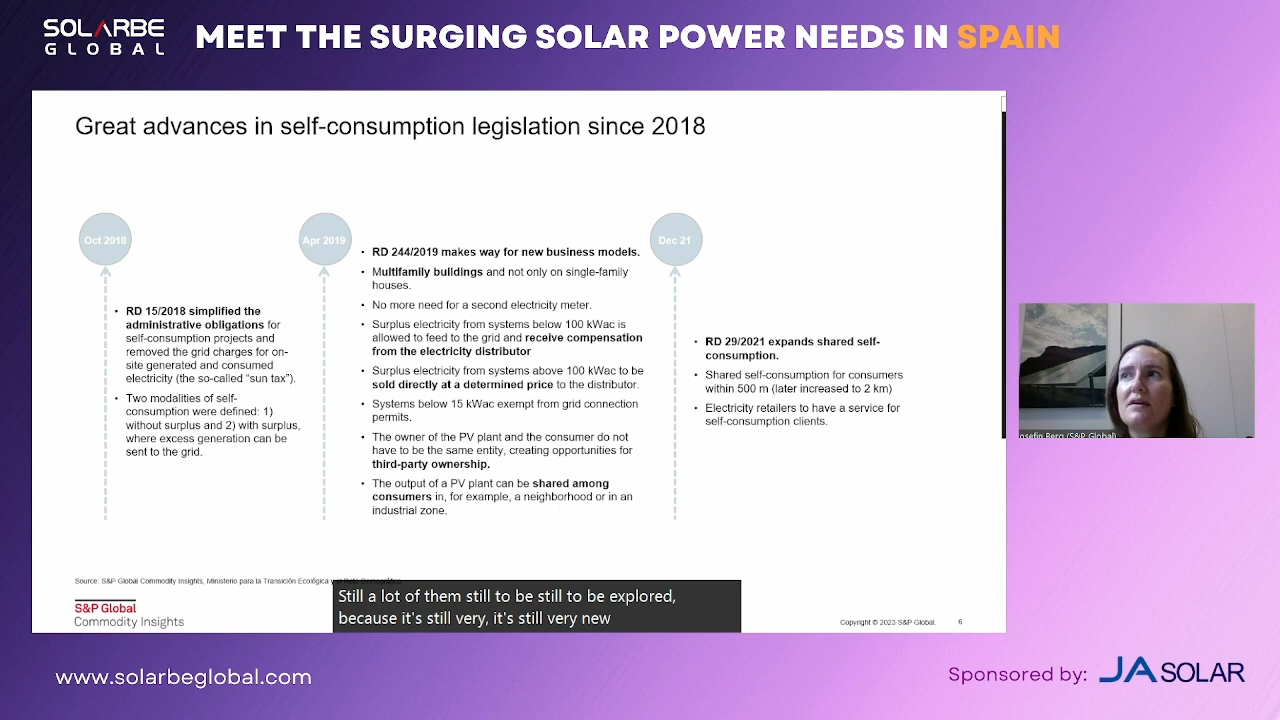 SOLARBE
GLOBAL
MEET THE SURGING SOLAR POWER NEEDS IN SPAIN
Great advances in self-consumption legislation since 2018
Oct 2018
• RD 15/2018 simplified the
administrative obligations for
self-consumption projects and
removed the grid charges for on-
site generated and consumed
electricity (the so-called “sun tax”).
• Two modalities of self-
consumption were defined: 1)
without surplus and 2) with surplus,
where excess generation can be
sent to the grid.
Apr 2019
• RD 244/2019 makes way for new business models.
• Multifamily buildings and not only on single-family
houses.
• No more need for a second electricity meter.
• Surplus electricity from systems below 100 kWac is
allowed to feed to the grid and receive compensation
from the electricity distributor
• Surplus electricity from systems above 100 kWac to be
sold directly at a determined price to the distributor.
• Systems below 15 kWac exempt from grid connection
permits.
• The owner of the PV plant and the consumer do not
have to be the same entity, creating opportunities for
third-party ownership.
• The output of a PV plant can be shared among
consumers in, for example, a neighborhood or in an
industrial zone.
Dec 21
• RD 29/2021 expands shared self-
consumption.
• Shared self-consumption for consumers
within 500 m (later increased to 2 km)
• Electricity retailers to have a service for
self-consumption clients.
Berg (S&P Global)
Source: S&P Global Commodity Insights, Ministerio para la Transición Ecológica
S&P Global
Commodity Insights
Still a lot of them still to be still to be explored,
because it's still very, it's still very new
Copyright © 2023 S&P Global.
6
www.solarbeglobal.com
Sponsored by: JA SOLAR